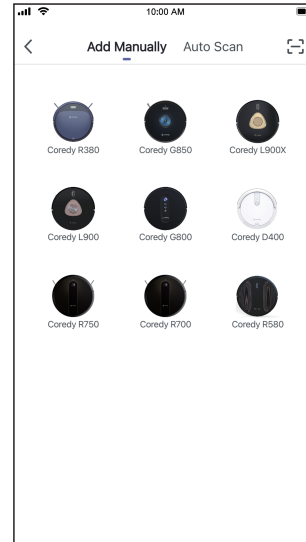 10:00 AM
Add Manually Auto Scan
Coredy R380 Coredy G850 Coredy L900X
Coredy L900 Coredy G800 Coredy D400
Coredy R750 Coredy R700 Coredy R580